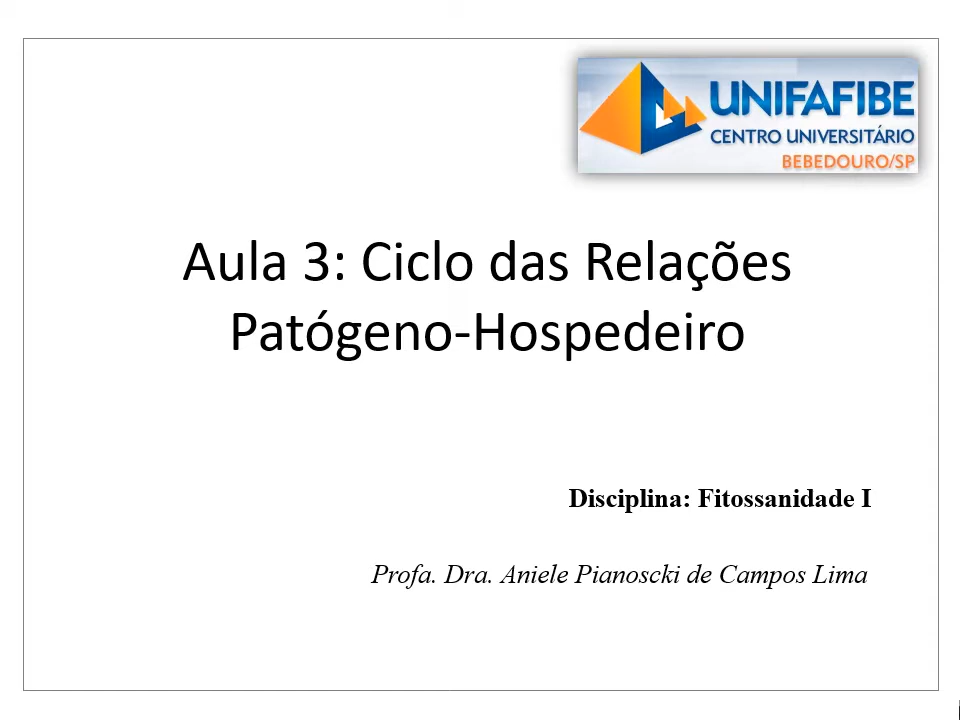 UNIFAFIBE
CENTRO UNIVERSITÁRIO
BEBEDOURO/SP
Aula 3: Ciclo das Relações
Patógeno-Hospedeiro
Disciplina: Fitossanidade I
Profa. Dra. Aniele Pianoscki de Campos Lima